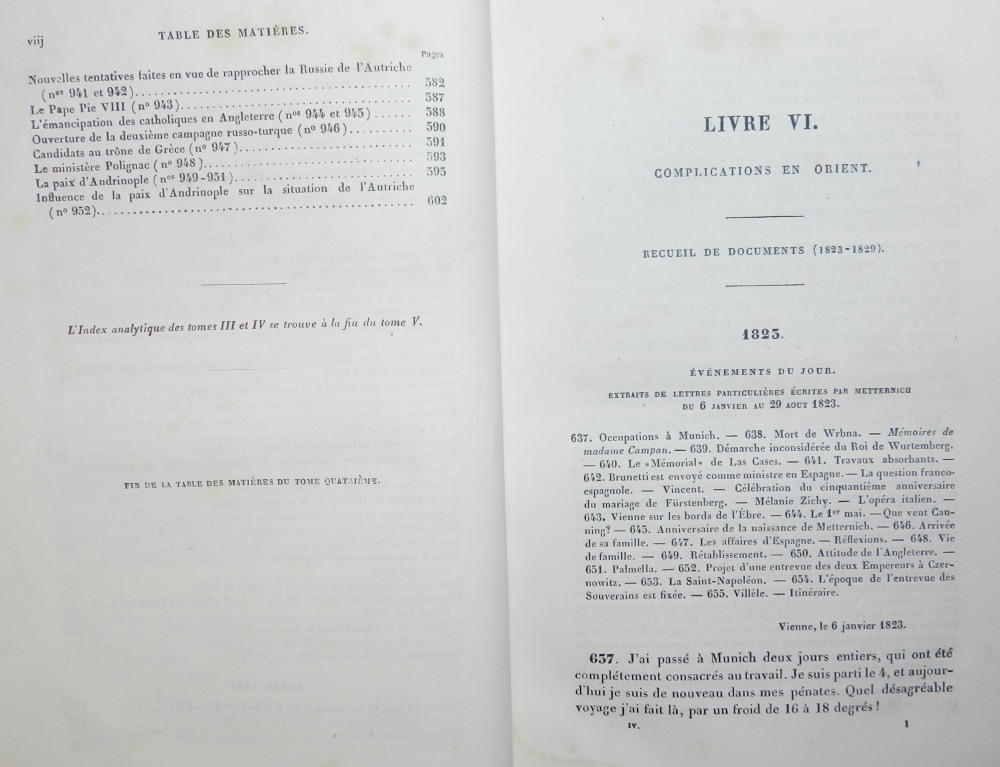 viij
TABLE DES MATIÈRES.
Pages
Nouvelles tentatives faites en vue de rapprocher la Russie de l'Autriche
(nos 941 et 942)........................................ 582
Le Pape Pie VIII (no 943)................................ 587
L'émancipation des catholiques en Angleterre (nos 944 et 945)...... 588
Ouverture de la deuxième campagne russo-turque (no 946).......... 590
Candidats au trône de Grèce (no 947)......................... 591
Le ministère Polignac (no 948).............................. 593
La paix d'Andrinople (nos 949-951).......................... 595
Influence de la paix d'Andrinople sur la situation de l'Autriche
(no 952)............................................... 602
L'Index analytique des tomes III et IV se trouve à la fin du tome V.
FIN DE LA TABLE DES MATIÈRES DU TOME QUATRIÈME.
LIVRE VI.
COMPLICATIONS EN ORIENT.
RECUEIL DE DOCUMENTS (1823-1829).
1823.
ÉVÉNEMENTS DU JOUR.
EXTRAITS DE LETTRES PARTICULIÈRES ÉCRITES PAR METTERNICH
DU 6 JANVIER AU 29 AOUT 1823.
637. Occupations à Munich. — 638. Mort de Wrbna. — Mémoires de
madame Campan. — 639. Démarche inconsidérée du Roi de Wurtemberg.
— 640. Le «Mémorial» de Las Cases. — 641. Travaux absorbants. —
642. Brunetti est envoyé comme ministre en Espagne. — La question franco-
espagnole. — Vincent. — Célébration du cinquantième anniversaire
du mariage de Fürstenberg. — Mélanie Zichy. — L'opéra italien. —
643. Vienne sur les bords de l'Èbre. — 644. Le 1er mai. — Que veut Can-
ning? — 645. Anniversaire de la naissance de Metternich. — 646. Arrivée
de sa famille. — 647. Les affaires d'Espagne. — Réflexions. — 648. Vie
de famille. — 649. Rétablissement. — 650. Attitude de l'Angleterre. —
651. Palmella. — 652. Projet d'une entrevue des deux Empereurs à Czer-
nowitz. — 653. La Saint-Napoléon. — 654. L'époque de l'entrevue des
Souverains est fixée. — 655. Villèle. — Itinéraire.
Vienne, le 6 janvier 1823.
637. J'ai passé à Munich deux jours entiers, qui ont été
complétement consacrés au travail. Je suis parti le 4, et aujour-
d'hui je suis de nouveau dans mes pénates. Quel désagréable
voyage j'ai fait là, par un froid de 16 à 18 degrés!
IV.
1